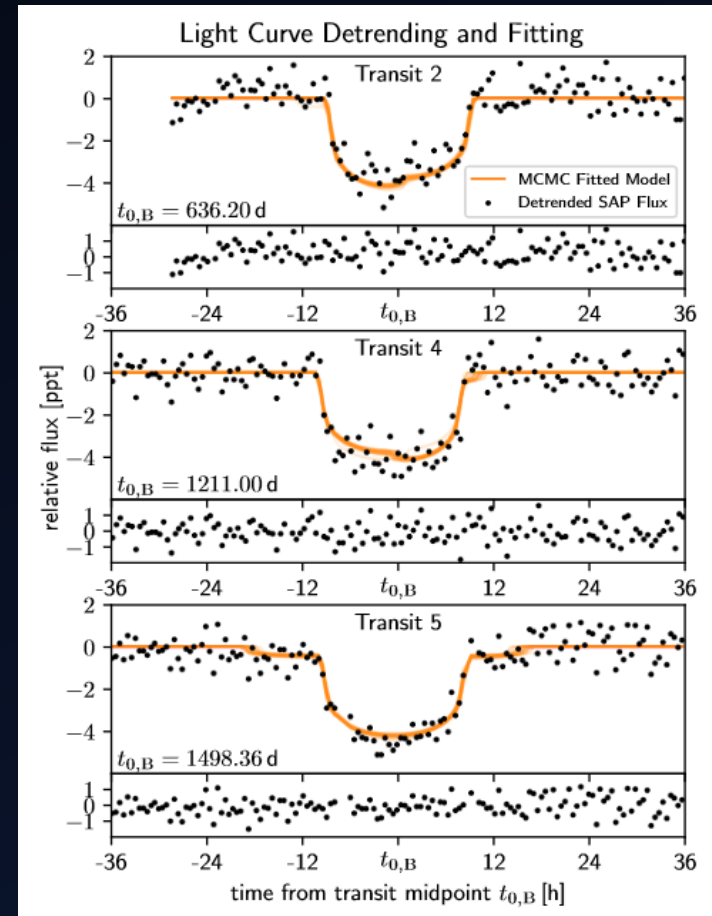 Light Curve Detrending and Fitting
Transit 2
2
0
−2
−4
MCMC Fitted Model
Detrended SAP Flux
t0,B = 636.20 d
1
0
−1
-36 -24 -12 t0,B 12 24 36
Transit 4
2
0
−2
−4
t0,B = 1211.00 d
1
0
−1
-36 -24 -12 t0,B 12 24 36
Transit 5
2
0
−2
−4
t0,B = 1498.36 d
1
0
−1
-36 -24 -12 t0,B 12 24 36
relative flux [ppt]
time from transit midpoint t0,B [h]